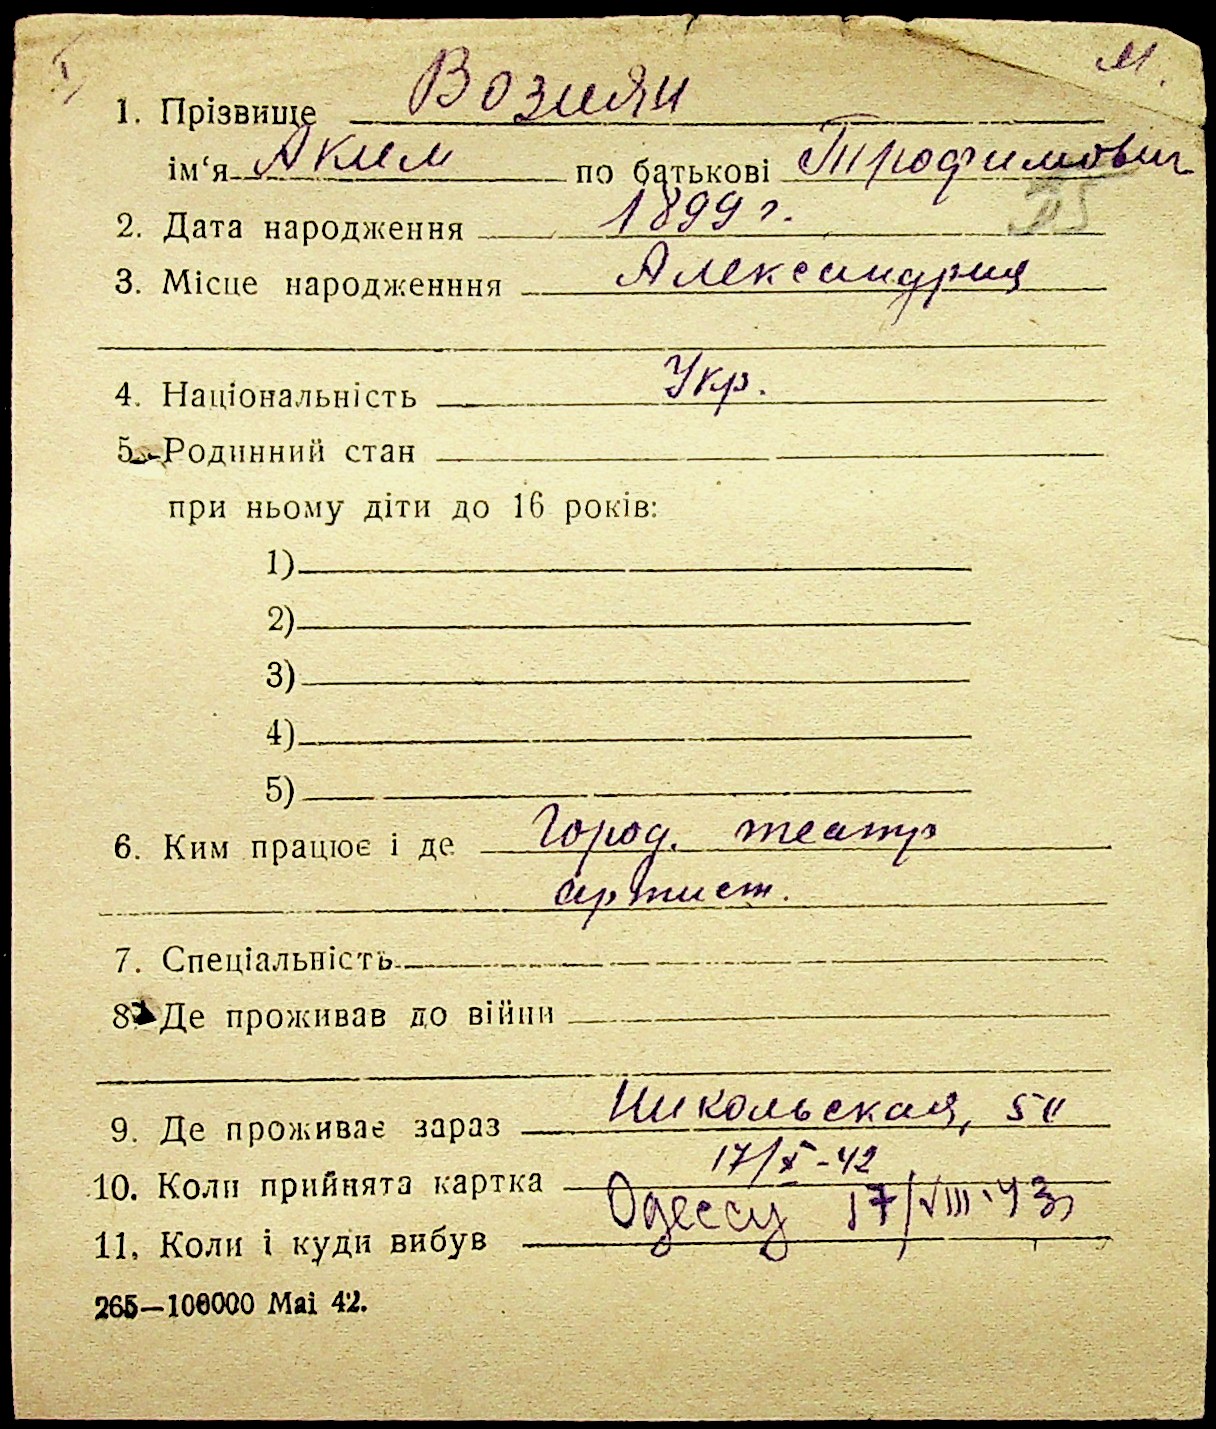 I
М.
1. Прізвище Возиян
ім‘я Аким по батькові Трофимович
2. Дата народження 1899 г.
3. Місце народженння Александрия
4. Національність Укр.
5. Родинний стан
при ньому діти до 16 років:
1)
2)
3)
4)
5)
6. Ким працює і де Город. театр
артист.
7. Спеціальність
8. Де проживав до війни
9. Де проживає зараз Никольская, 50
10. Коли прийнята картка 17/X-42
11. Коли і куди вибув Одессу 17/VIII-43
265—100000 Mai 42.